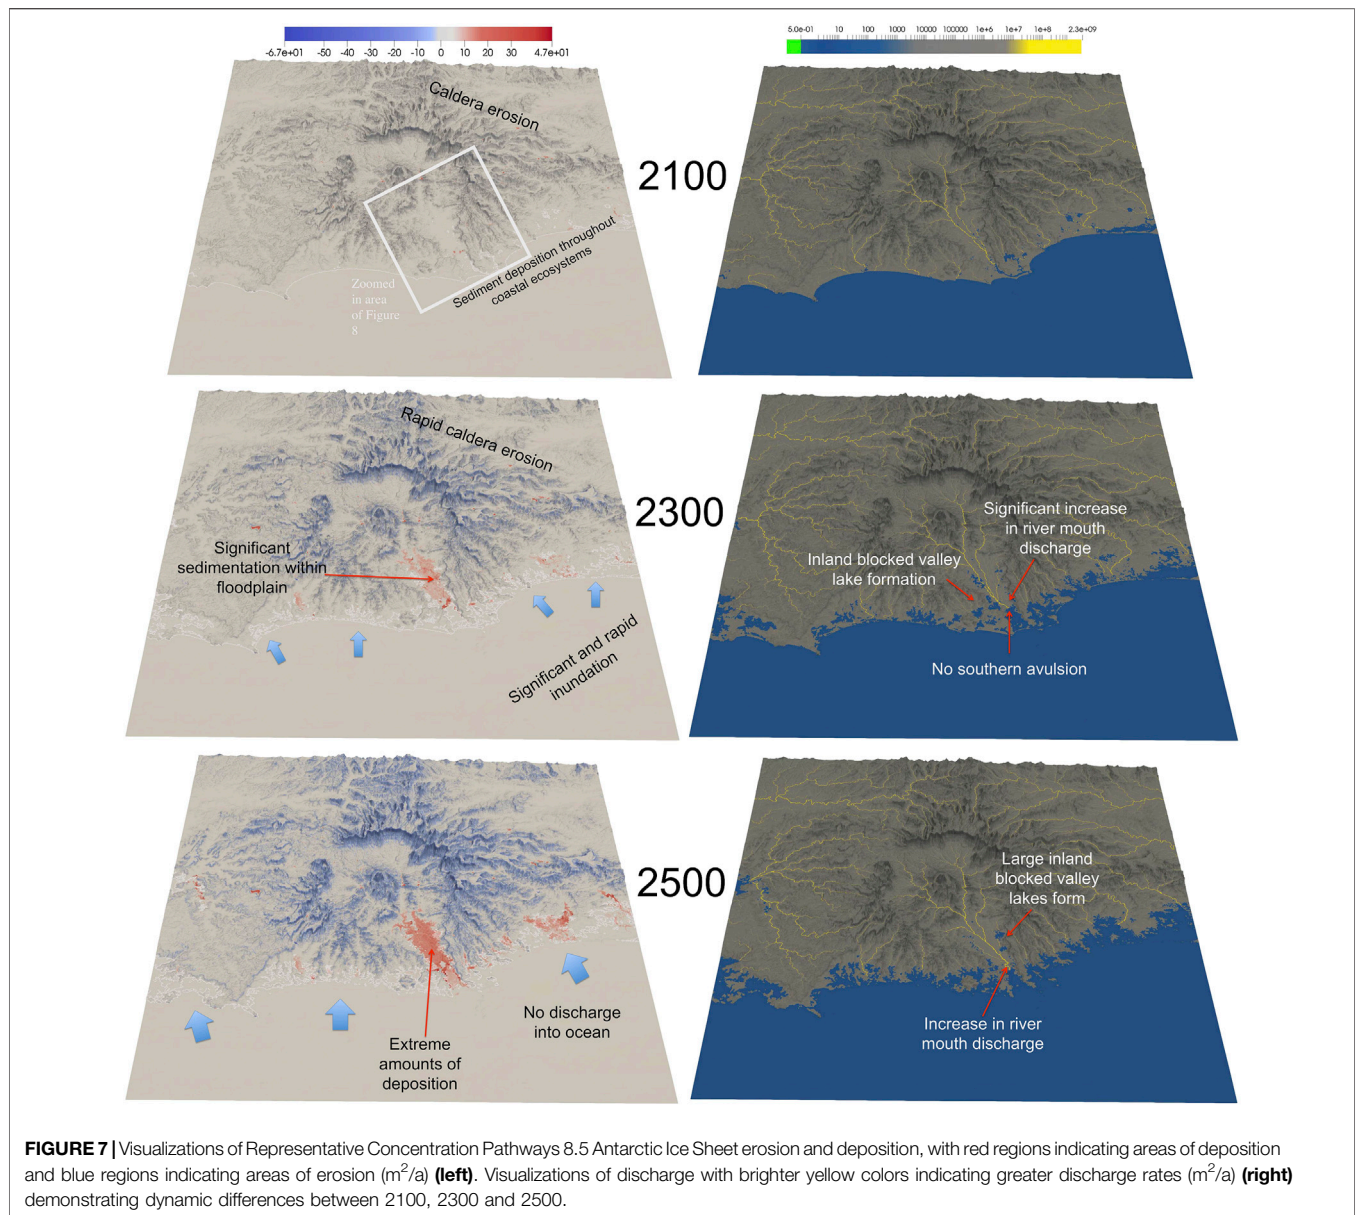 -6.7e+01 -50 -40 -30 -20 -10 0 10 20 30 4.7e+01
5.0e-01 10 100 1000 10000 100000 1e+6 1e+7 1e+8 2.3e+09
Caldera erosion
2100
Zoomed
in area
of Figure
8
Sediment deposition throughout
coastal ecosystems
Rapid caldera erosion
2300
Significant
sedimentation within
floodplain
Significant and rapid
inundation
Significant increase
in river mouth
discharge
Inland blocked valley
lake formation
No southern avulsion
2500
Extreme
amounts of
deposition
No discharge
into ocean
Large inland
blocked valley
lakes form
Increase in river
mouth discharge
FIGURE 7 | Visualizations of Representative Concentration Pathways 8.5 Antarctic Ice Sheet erosion and deposition, with red regions indicating areas of deposition
and blue regions indicating areas of erosion (m²/a) (left). Visualizations of discharge with brighter yellow colors indicating greater discharge rates (m²/a) (right)
demonstrating dynamic differences between 2100, 2300 and 2500.